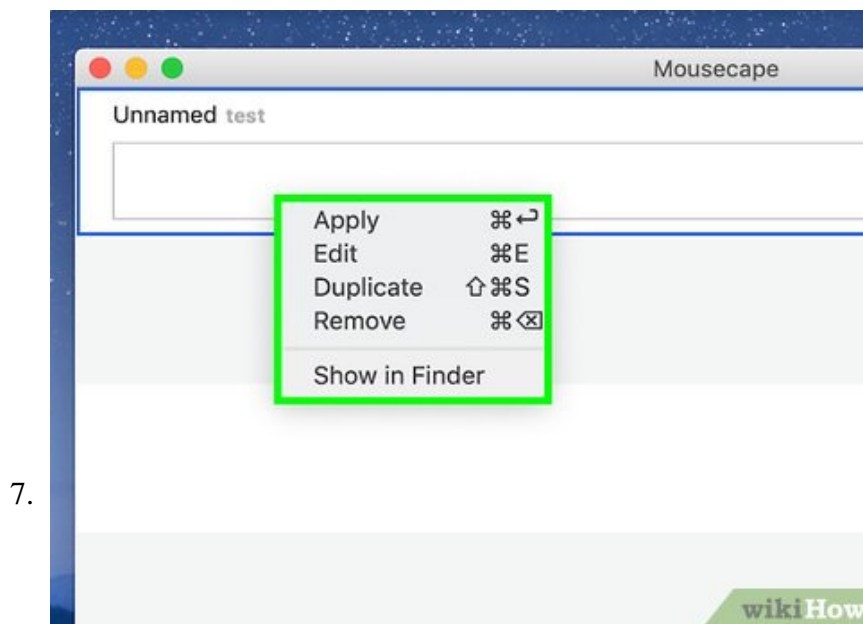 Mousecape
Unnamed test
Apply ⌘↩
Edit ⌘E
Duplicate ⇧⌘S
Remove ⌘⌫
Show in Finder
7.
wikiHow